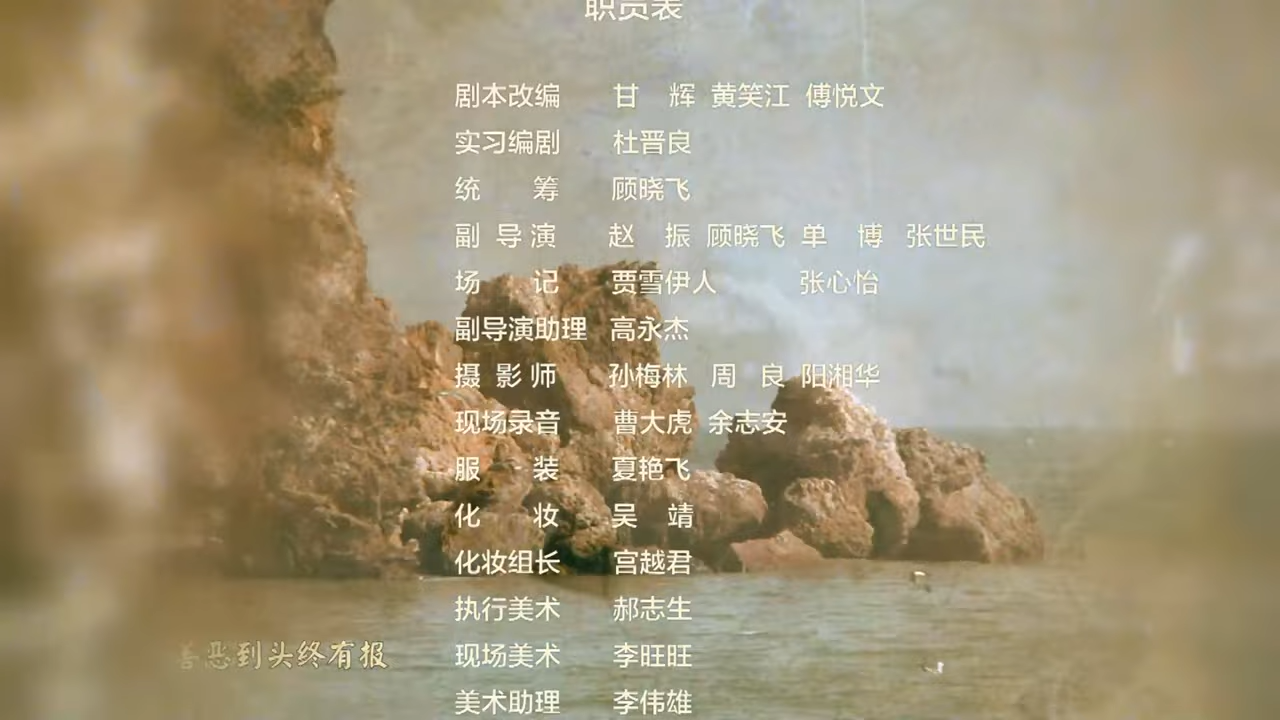 职员表
剧本改编 甘 辉 黄笑江 傅悦文
实习编剧 杜晋良
统 筹 顾晓飞
副 导 演 赵 振 顾晓飞 单 博 张世民
场 记 贾雪伊人 张心怡
副导演助理 高永杰
摄 影 师 孙梅林 周 良 阳湘华
现场录音 曹大虎 余志安
服 装 夏艳飞
化 妆 吴 靖
化妆组长 宫越君
执行美术 郝志生
善恶到头终有报
现场美术 李旺旺
美术助理 李伟雄